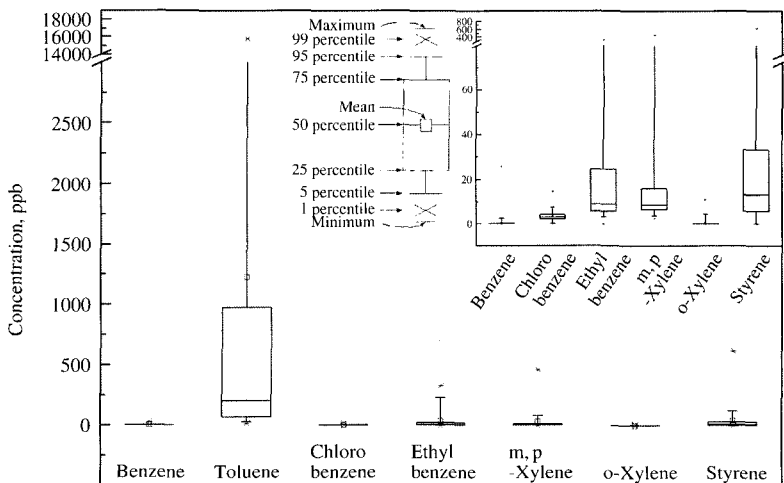 18000
16000
14000
2500
2000
1500
1000
500
0
Concentration, ppb
Maximum
99 percentile
95 percentile
75 percentile
Mean
50 percentile
25 percentile
5 percentile
1 percentile
Minimum
800
600
400
60
40
20
0
Benzene
Chloro
benzene
Ethyl
benzene
m, p
-Xylene
o-Xylene
Styrene
Benzene
Toluene
Chloro
benzene
Ethyl
benzene
m, p
-Xylene
o-Xylene
Styrene